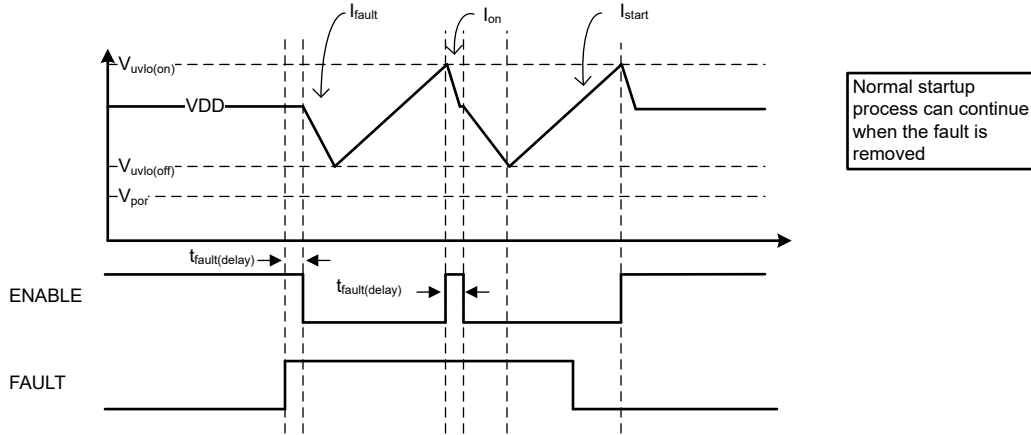 Ifault
Ion
Istart
Vuvlo(on)
VDD
Vuvlo(off)
Vpor
Normal startup
process can continue
when the fault is
removed
tfault(delay)
ENABLE
tfault(delay)
FAULT